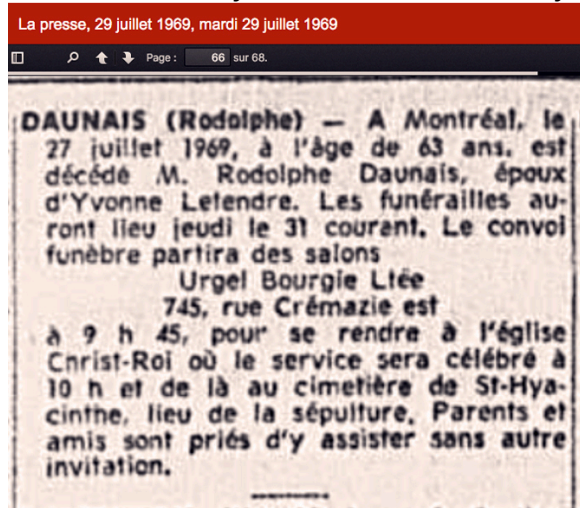 La presse, 29 juillet 1969, mardi 29 juillet 1969
Page : 66 sur 68.
DAUNAIS (Rodolphe) — A Montréal, le
27 juillet 1969, à l'âge de 63 ans, est
décédé M. Rodolphe Daunais, époux
d'Yvonne Letendre. Les funérailles au-
ront lieu jeudi le 31 courant. Le convoi
funèbre partira des salons
Urgel Bourgie Ltée
745, rue Crémazie est
à 9 h 45, pour se rendre à l'église
Christ-Roi où le service sera célébré à
10 h et de là au cimetière de St-Hya-
cinthe, lieu de la sépulture. Parents et
amis sont priés d'y assister sans autre
invitation.